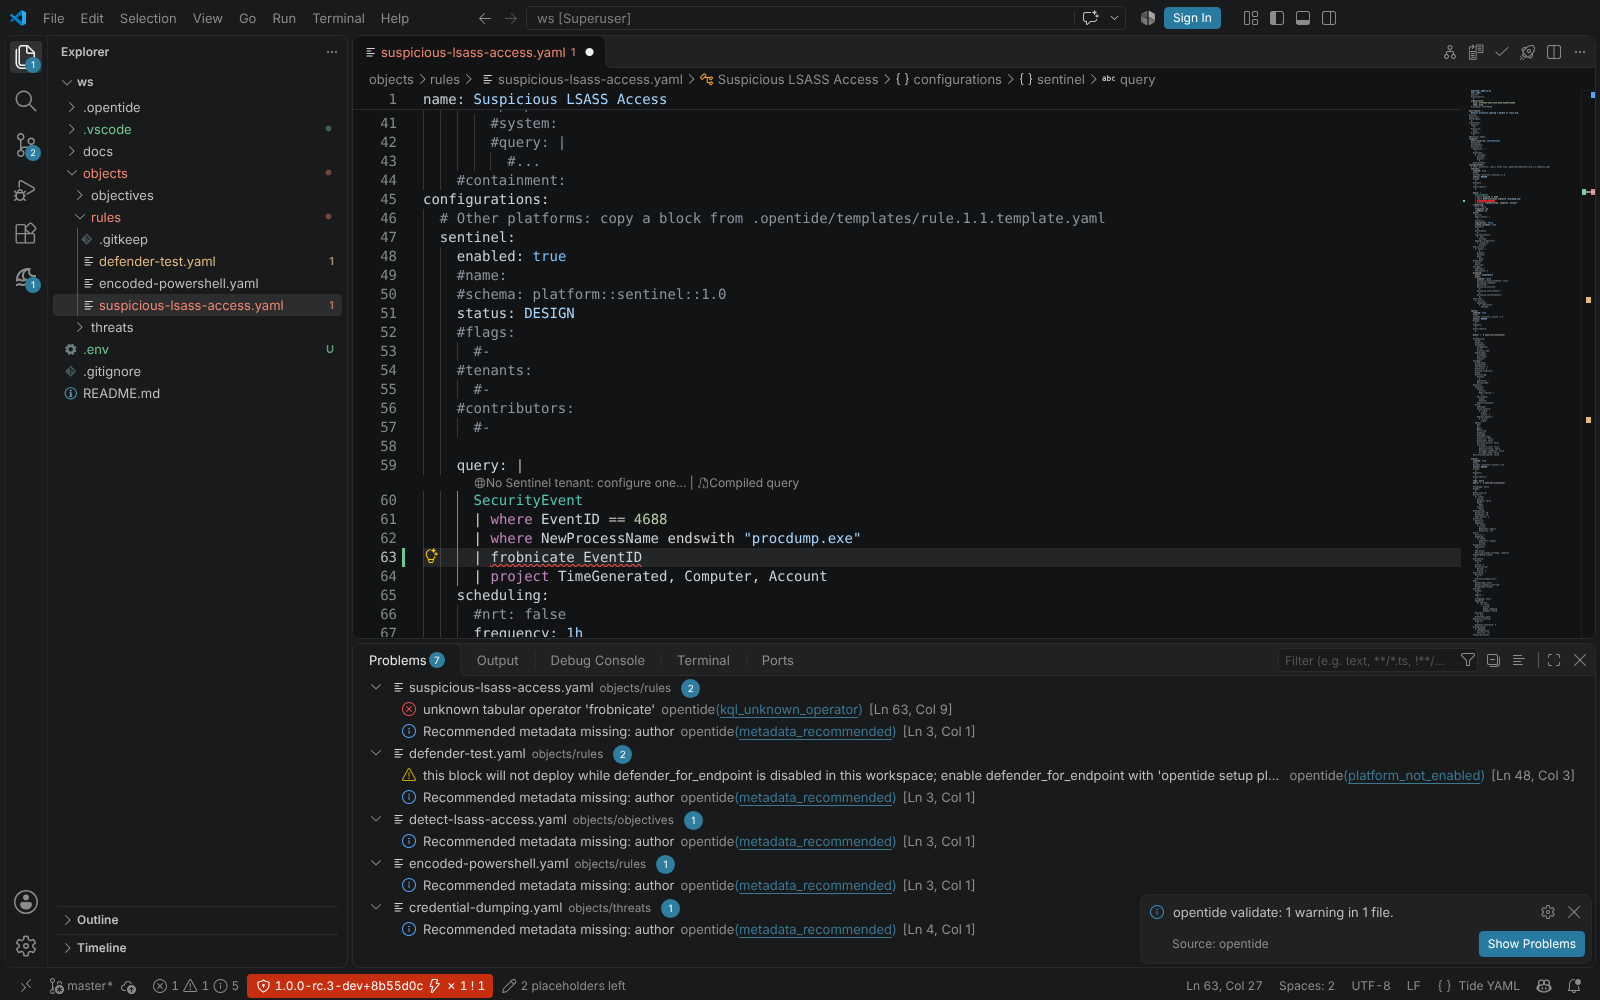 File Edit Selection View Go Run Terminal Help
ws [Superuser]
Sign In
Explorer
suspicious-lsass-access.yaml 1
ws
.opentide
.vscode
docs
objects
objectives
rules
.gitkeep
defender-test.yaml 1
encoded-powershell.yaml
suspicious-lsass-access.yaml 1
threats
.env U
.gitignore
README.md
Outline
Timeline
1
2
1
objects > rules > suspicious-lsass-access.yaml > Suspicious LSASS Access > { } configurations > { } sentinel > abc query
1 name: Suspicious LSASS Access
41 #system:
42 #query: |
43 #...
44 #containment:
45 configurations:
46 # Other platforms: copy a block from .opentide/templates/rule.1.1.template.yaml
47 sentinel:
48 enabled: true
49 #name:
50 #schema: platform::sentinel::1.0
51 status: DESIGN
52 #flags:
53 #-
54 #tenants:
55 #-
56 #contributors:
57 #-
58
59 query: |
No Sentinel tenant: configure one... | Compiled query
60 SecurityEvent
61 | where EventID == 4688
62 | where NewProcessName endswith "procdump.exe"
63 | frobnicate EventID
64 | project TimeGenerated, Computer, Account
65 scheduling:
66 #nrt: false
67 frequency: 1h
Problems 7 Output Debug Console Terminal Ports
Filter (e.g. text, **/*.ts, !**/...
suspicious-lsass-access.yaml objects/rules 2
unknown tabular operator 'frobnicate' opentide(kql_unknown_operator) [Ln 63, Col 9]
Recommended metadata missing: author opentide(metadata_recommended) [Ln 3, Col 1]
defender-test.yaml objects/rules 2
this block will not deploy while defender_for_endpoint is disabled in this workspace; enable defender_for_endpoint with 'opentide setup pl... opentide(platform_not_enabled) [Ln 48, Col 3]
Recommended metadata missing: author opentide(metadata_recommended) [Ln 3, Col 1]
detect-lsass-access.yaml objects/objectives 1
Recommended metadata missing: author opentide(metadata_recommended) [Ln 3, Col 1]
encoded-powershell.yaml objects/rules 1
Recommended metadata missing: author opentide(metadata_recommended) [Ln 3, Col 1]
credential-dumping.yaml objects/threats 1
Recommended metadata missing: author opentide(metadata_recommended) [Ln 4, Col 1]
opentide validate: 1 warning in 1 file.
Source: opentide
Show Problems
master* 1 1 5 1.0.0-rc.3-dev+8b55d0c × 1 ! 1 2 placeholders left
Ln 63, Col 27 Spaces: 2 UTF-8 LF { } Tide YAML